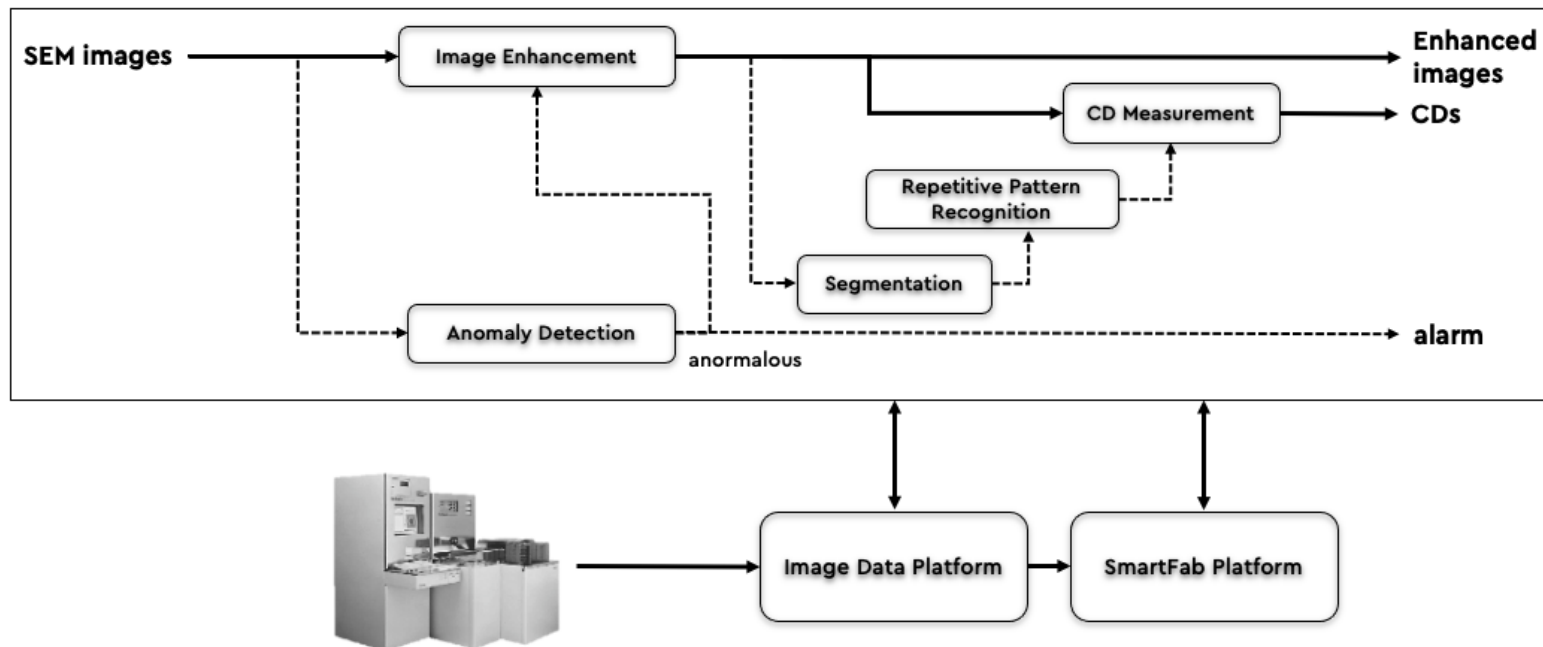 SEM images
Image Enhancement
Enhanced
images
CD Measurement
CDs
Repetitive Pattern
Recognition
Segmentation
Anomaly Detection
anormalous
alarm
Image Data Platform
SmartFab Platform